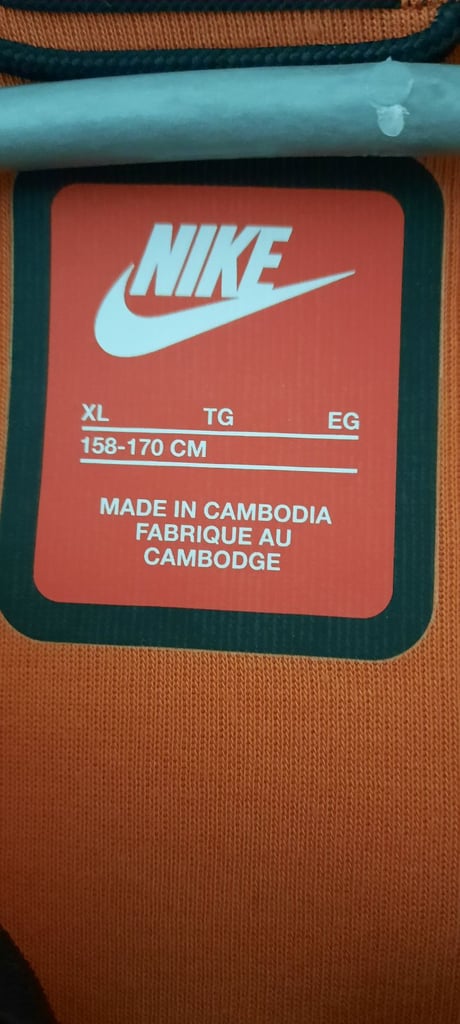 NIKE
XL TG EG
158-170 CM
MADE IN CAMBODIA
FABRIQUE AU
CAMBODGE